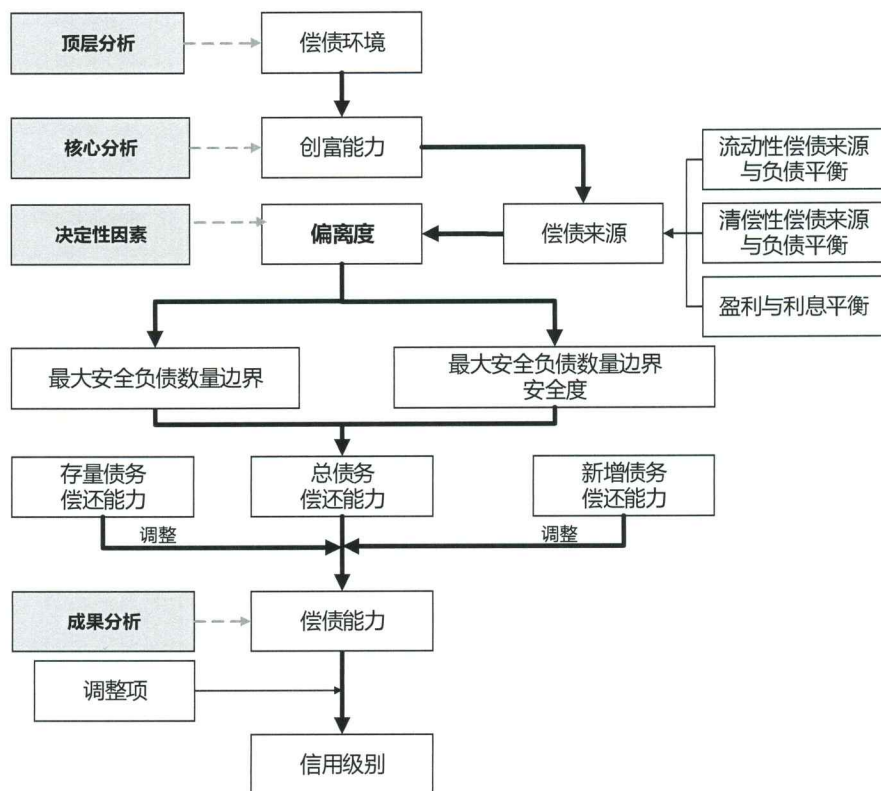 顶层分析
偿债环境
核心分析
创富能力
流动性偿债来源
与负债平衡
决定性因素
偏离度
偿债来源
清偿性偿债来源
与负债平衡
盈利与利息平衡
最大安全负债数量边界
最大安全负债数量边界
安全度
存量债务
偿还能力
总债务
偿还能力
新增债务
偿还能力
调整
调整
成果分析
偿债能力
调整项
信用级别